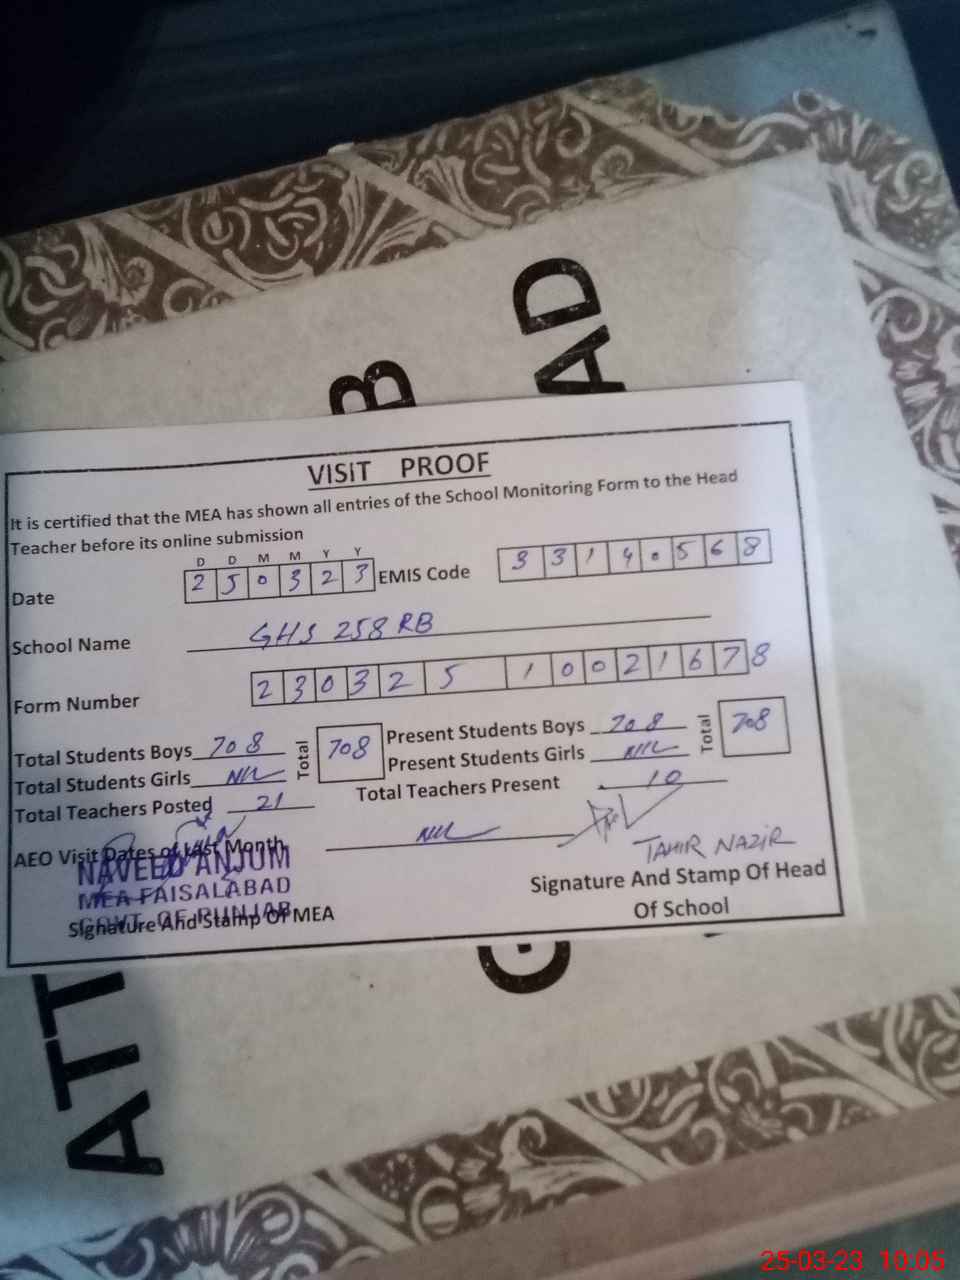 B
AD
VISIT PROOF
It is certified that the MEA has shown all entries of the School Monitoring Form to the Head
Teacher before its online submission
D D M M Y Y
Date 2 5 0 3 2 3 EMIS Code 3 3 1 4 0 5 6 8
School Name GHS 258 RB
Form Number 2 3 0 3 2 5 1 0 0 2 1 6 7 8
Total Students Boys 708 Total 708 Present Students Boys 708 Total 708
Total Students Girls Nil Present Students Girls Nil
Total Teachers Posted 21 Total Teachers Present 10
AEO Visit Dates of Last Month Nil
TAHIR NAZIR
NAVEED ANJUM
MEA FAISALABAD
GOVT. OF PUNJAB
Signature And Stamp Of MEA
Signature And Stamp Of Head
Of School
ATT
25-03-23 10:05